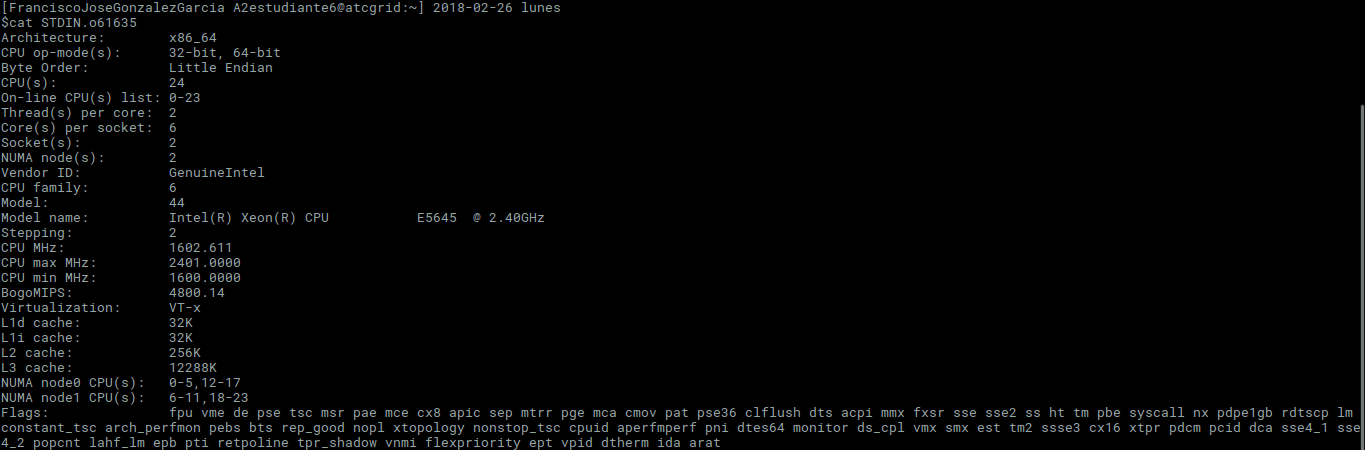 [FranciscoJoseGonzalezGarcia A2estudiante6@atcgrid:~] 2018-02-26 lunes
$cat STDIN.o61635
Architecture:        x86_64
CPU op-mode(s):      32-bit, 64-bit
Byte Order:          Little Endian
CPU(s):              24
On-line CPU(s) list: 0-23
Thread(s) per core:  2
Core(s) per socket:  6
Socket(s):           2
NUMA node(s):        2
Vendor ID:           GenuineIntel
CPU family:          6
Model:               44
Model name:          Intel(R) Xeon(R) CPU           E5645  @ 2.40GHz
Stepping:            2
CPU MHz:             1602.611
CPU max MHz:         2401.0000
CPU min MHz:         1600.0000
BogoMIPS:            4800.14
Virtualization:      VT-x
L1d cache:           32K
L1i cache:           32K
L2 cache:            256K
L3 cache:            12288K
NUMA node0 CPU(s):   0-5,12-17
NUMA node1 CPU(s):   6-11,18-23
Flags:               fpu vme de pse tsc msr pae mce cx8 apic sep mtrr pge mca cmov pat pse36 clflush dts acpi mmx fxsr sse sse2 ss ht tm pbe syscall nx pdpe1gb rdtscp lm
constant_tsc arch_perfmon pebs bts rep_good nopl xtopology nonstop_tsc cpuid aperfmperf pni dtes64 monitor ds_cpl vmx smx est tm2 ssse3 cx16 xtpr pdcm pcid dca sse4_1 sse
4_2 popcnt lahf_lm epb pti retpoline tpr_shadow vnmi flexpriority ept vpid dtherm ida arat